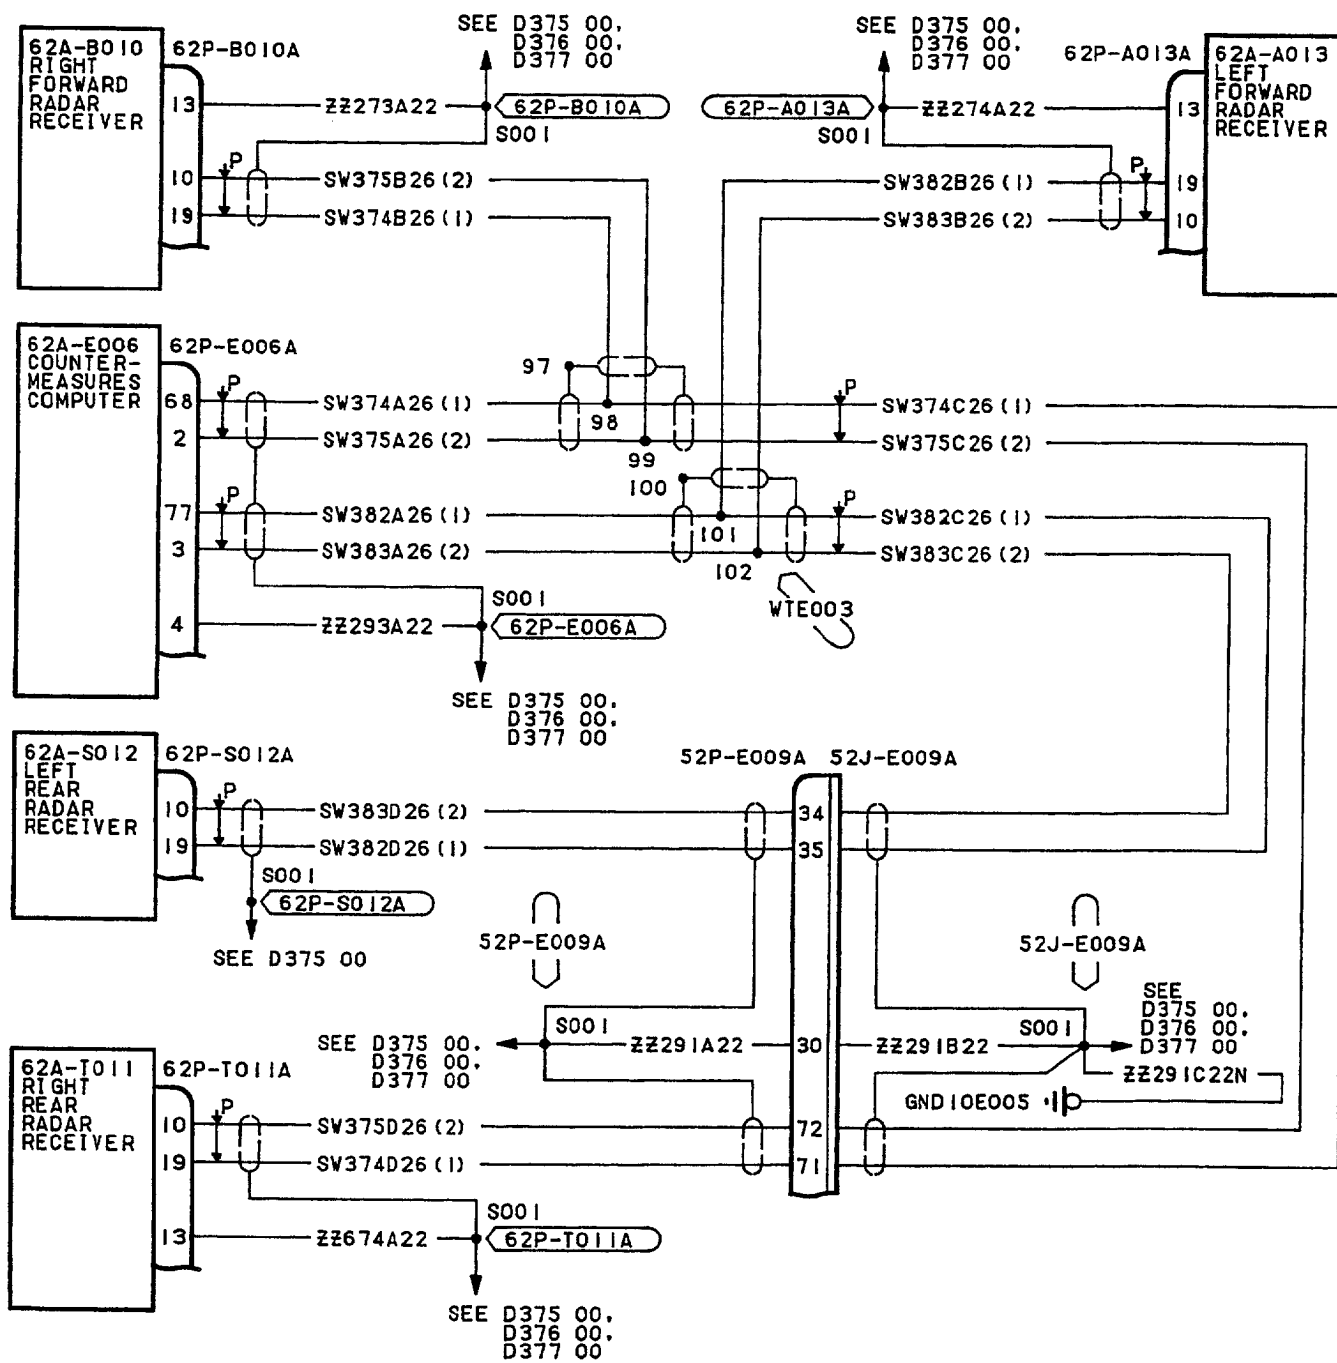 SEE D375 00,
D376 00,
D377 00
SEE D375 00,
D376 00,
D377 00
62A-B010
RIGHT
FORWARD
RADAR
RECEIVER
62P-B010A
13
ZZ273A22
62P-B010A
S001
P
10
SW375B26(2)
19
SW374B26(1)
62P-A013A
62A-A013
LEFT
FORWARD
RADAR
RECEIVER
62P-A013A
ZZ274A22
13
S001
P
SW382B26(1)
19
SW383B26(2)
10
62A-E006
COUNTER-
MEASURES
COMPUTER
62P-E006A
97
P
68
SW374A26(1)
98
P
SW374C26(1)
2
SW375A26(2)
99
SW375C26(2)
100
P
77
SW382A26(1)
101
P
SW382C26(1)
3
SW383A26(2)
102
SW383C26(2)
WTE003
S001
4
ZZ293A22
62P-E006A
SEE D375 00,
D376 00,
D377 00
62A-S012
LEFT
REAR
RADAR
RECEIVER
62P-S012A
P
10
SW383D26(2)
19
SW382D26(1)
S001
62P-S012A
SEE D375 00
52P-E009A
52J-E009A
34
35
52P-E009A
52J-E009A
S001
SEE D375 00,
D376 00,
D377 00
ZZ291A22
30
ZZ291B22
S001
SEE
D375 00,
D376 00,
D377 00
ZZ291C22N
GND10E005
62A-T011
RIGHT
REAR
RADAR
RECEIVER
62P-T011A
P
10
SW375D26(2)
72
19
SW374D26(1)
71
S001
13
ZZ674A22
62P-T011A
SEE D375 00,
D376 00,
D377 00